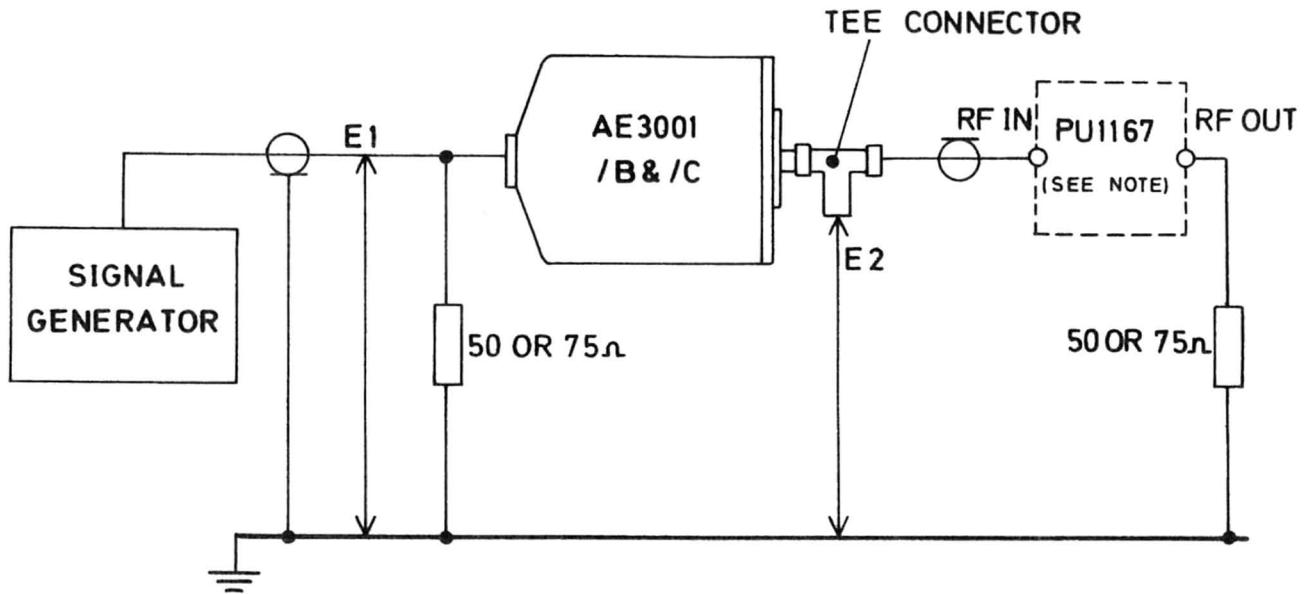 TEE CONNECTOR
E1
AE3001
/B & /C
RF IN
PU1167
(SEE NOTE)
RF OUT
E2
SIGNAL
GENERATOR
50 OR 75Ω
50 OR 75Ω